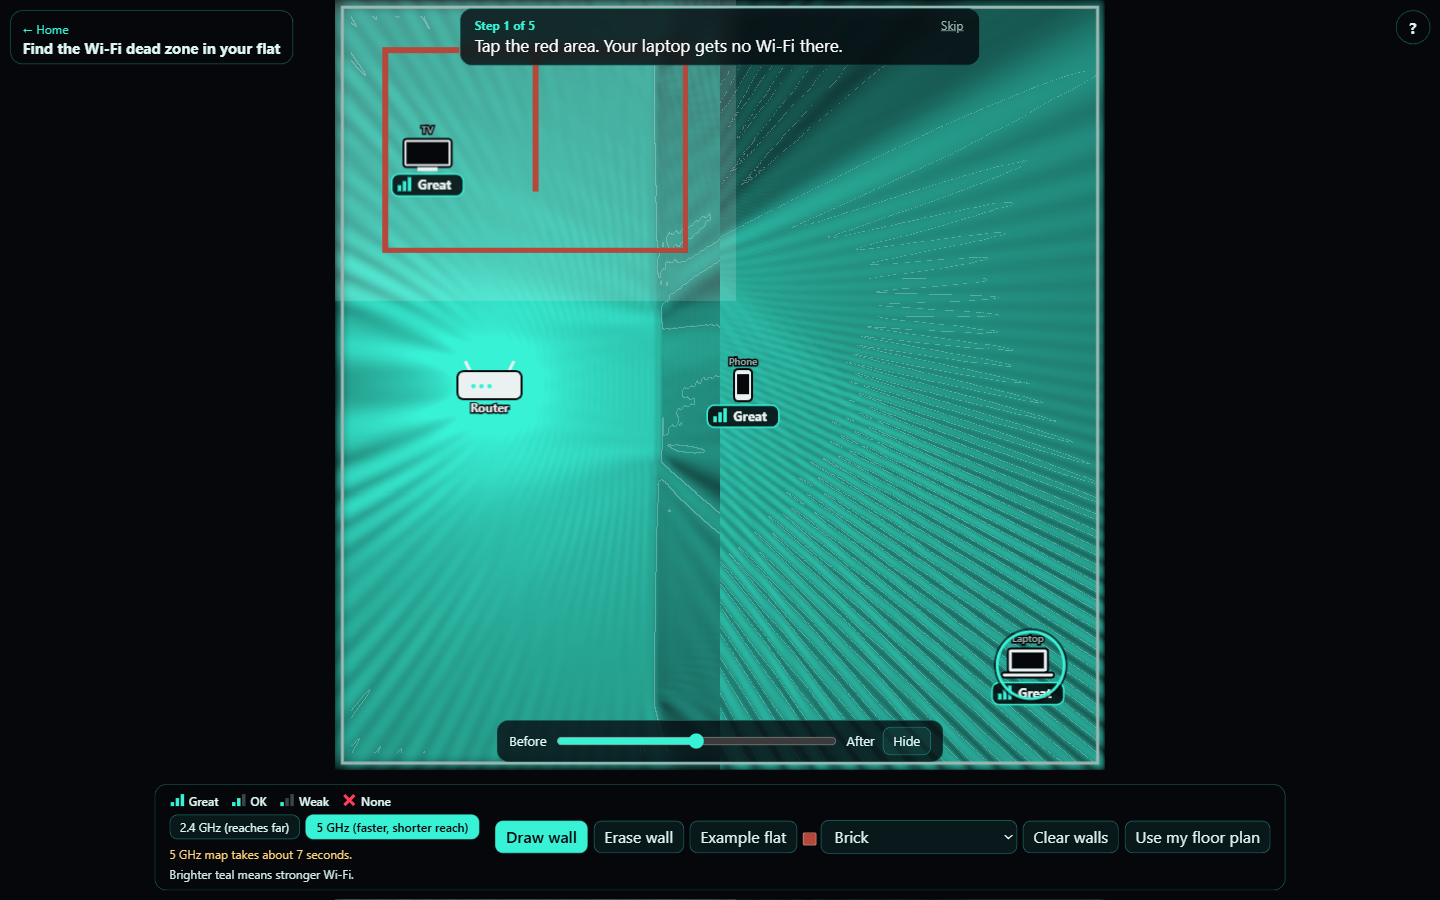 ← Home
Find the Wi-Fi dead zone in your flat
Step 1 of 5
Skip
Tap the red area. Your laptop gets no Wi-Fi there.
?
TV
Great
Router
Phone
Great
Laptop
Great
Before
After
Hide
Great
OK
Weak
None
2.4 GHz (reaches far)
5 GHz (faster, shorter reach)
5 GHz map takes about 7 seconds.
Brighter teal means stronger Wi-Fi.
Draw wall
Erase wall
Example flat
Brick
Clear walls
Use my floor plan